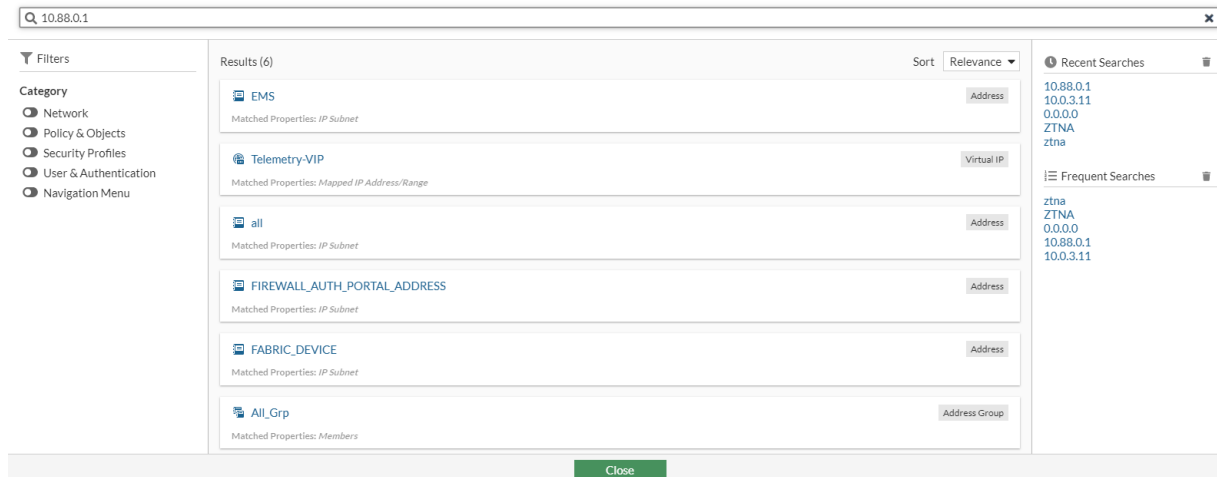 10.88.0.1
Filters
Category
Network
Policy & Objects
Security Profiles
User & Authentication
Navigation Menu
Results (6)
Sort Relevance
EMS
Address
Matched Properties: IP Subnet
Telemetry-VIP
Virtual IP
Matched Properties: Mapped IP Address/Range
all
Address
Matched Properties: IP Subnet
FIREWALL_AUTH_PORTAL_ADDRESS
Address
Matched Properties: IP Subnet
FABRIC_DEVICE
Address
Matched Properties: IP Subnet
All_Grp
Address Group
Matched Properties: Members
Recent Searches
10.88.0.1
10.0.3.11
0.0.0.0
ZTNA
ztna
Frequent Searches
ztna
ZTNA
0.0.0.0
10.88.0.1
10.0.3.11
Close